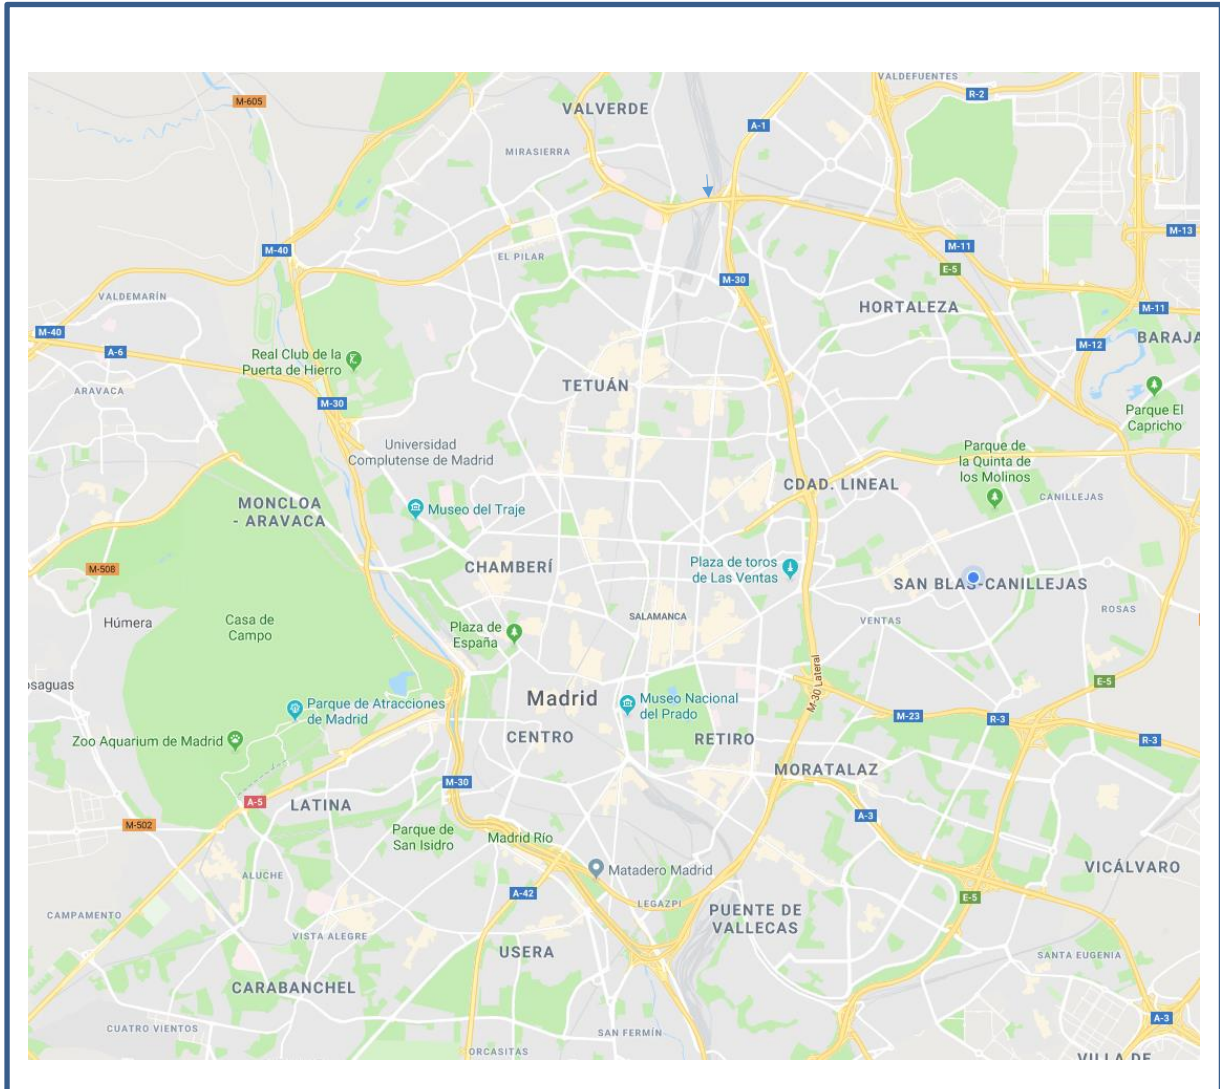 VALDEFUENTES
R-2
M-605
VALVERDE
A-1
MIRASIERRA
M-13
M-11
M-40
EL PILAR
E-5
M-30
VALDEMARÍN
HORTALEZA
M-11
M-40
BARAJA
M-12
A-6
Real Club de la
Puerta de Hierro
TETUÁN
ARAVACA
M-30
Parque El
Capricho
Universidad
Complutense de Madrid
Parque de
la Quinta de
los Molinos
CDAD. LINEAL
CANILLEJAS
MONCLOA
- ARAVACA
Museo del Traje
M-508
CHAMBERÍ
Plaza de toros
de Las Ventas
SAN BLAS-CANILLEJAS
ROSAS
Húmera
Casa de
Campo
Plaza de
España
SALAMANCA
VENTAS
osaguas
M-30 Lateral
E-5
Parque de Atracciones
de Madrid
Madrid
Museo Nacional
del Prado
M-23
R-3
Zoo Aquarium de Madrid
CENTRO
RETIRO
R-3
MORATALAZ
M-30
A-5
LATINA
A-3
M-502
Parque de
San Isidro
Madrid Río
Matadero Madrid
VICÁLVARO
ALUCHE
A-42
E-5
LEGAZPI
CAMPAMENTO
PUENTE DE
VALLECAS
VISTA ALEGRE
USERA
SANTA EUGENIA
CARABANCHEL
A-3
CUATRO VIENTOS
SAN FERMÍN
ORCASITAS
VILLA DE